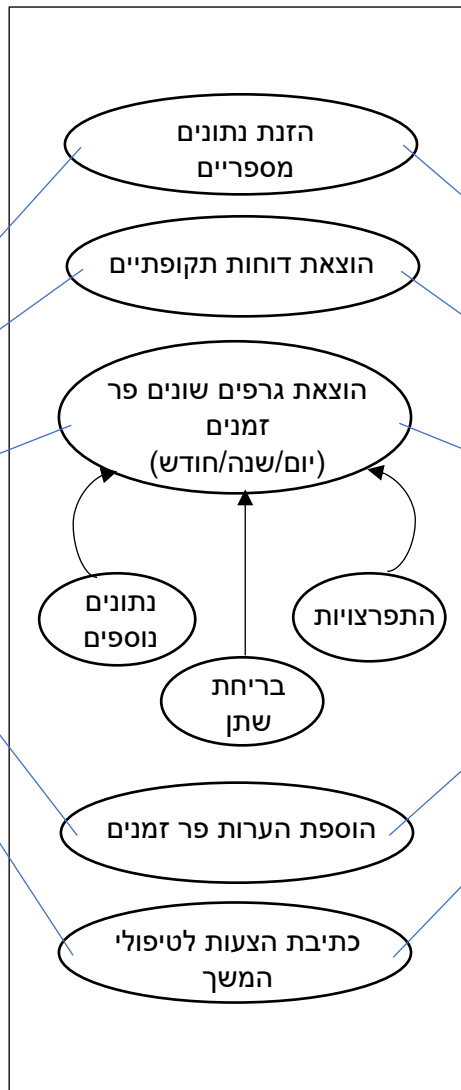 הזנת נתונים
מספריים
הוצאת דוחות תקופתיים
הוצאת גרפים שונים פר
זמנים
(יום/שנה/חודש)
התפרצויות
נתונים
נוספים
בריחת
שתן
הוספת הערות פר זמנים
כתיבת הצעות לטיפולי
המשך